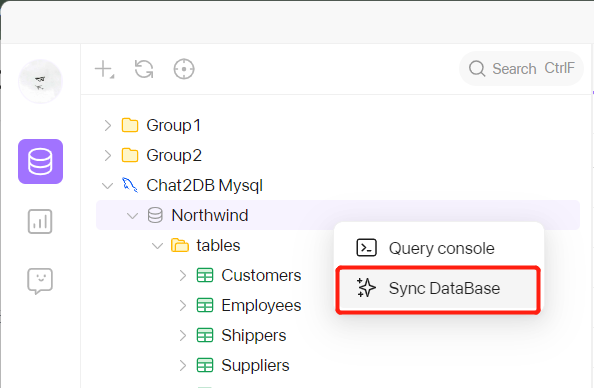 Search CtrlF
Group1
Group2
Chat2DB Mysql
Northwind
tables
Query console
Customers
Sync DataBase
Employees
Shippers
Suppliers